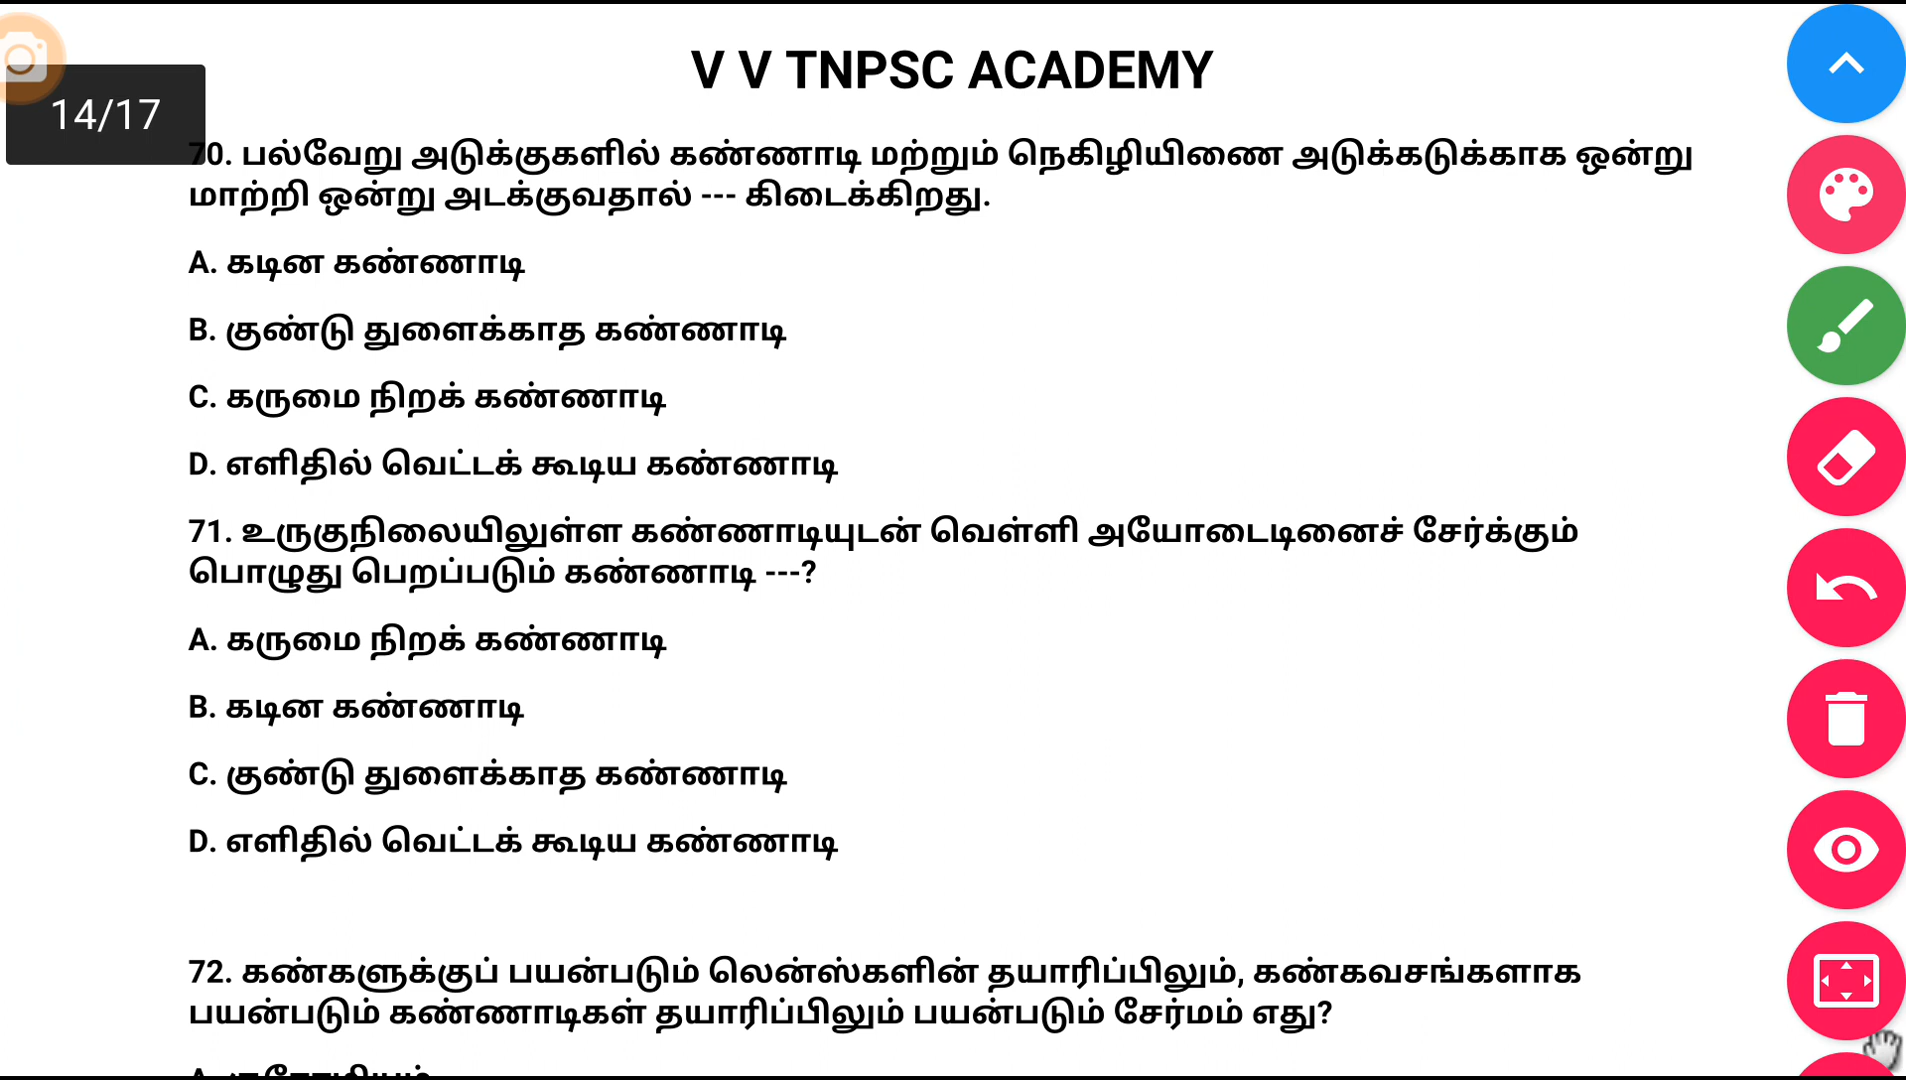 V V TNPSC ACADEMY
14/17
70. பல்வேறு அடுக்குகளில் கண்ணாடி மற்றும் நெகிழியிணை அடுக்கடுக்காக ஒன்று
மாற்றி ஒன்று அடக்குவதால் --- கிடைக்கிறது.
A. கடின கண்ணாடி
B. குண்டு துளைக்காத கண்ணாடி
C. கருமை நிறக் கண்ணாடி
D. எளிதில் வெட்டக் கூடிய கண்ணாடி
71. உருகுநிலையிலுள்ள கண்ணாடியுடன் வெள்ளி அயோடைடினைச் சேர்க்கும்
பொழுது பெறப்படும் கண்ணாடி ---?
A. கருமை நிறக் கண்ணாடி
B. கடின கண்ணாடி
C. குண்டு துளைக்காத கண்ணாடி
D. எளிதில் வெட்டக் கூடிய கண்ணாடி
72. கண்களுக்குப் பயன்படும் லென்ஸ்களின் தயாரிப்பிலும், கண்கவசங்களாக
பயன்படும் கண்ணாடிகள் தயாரிப்பிலும் பயன்படும் சேர்மம் எது?